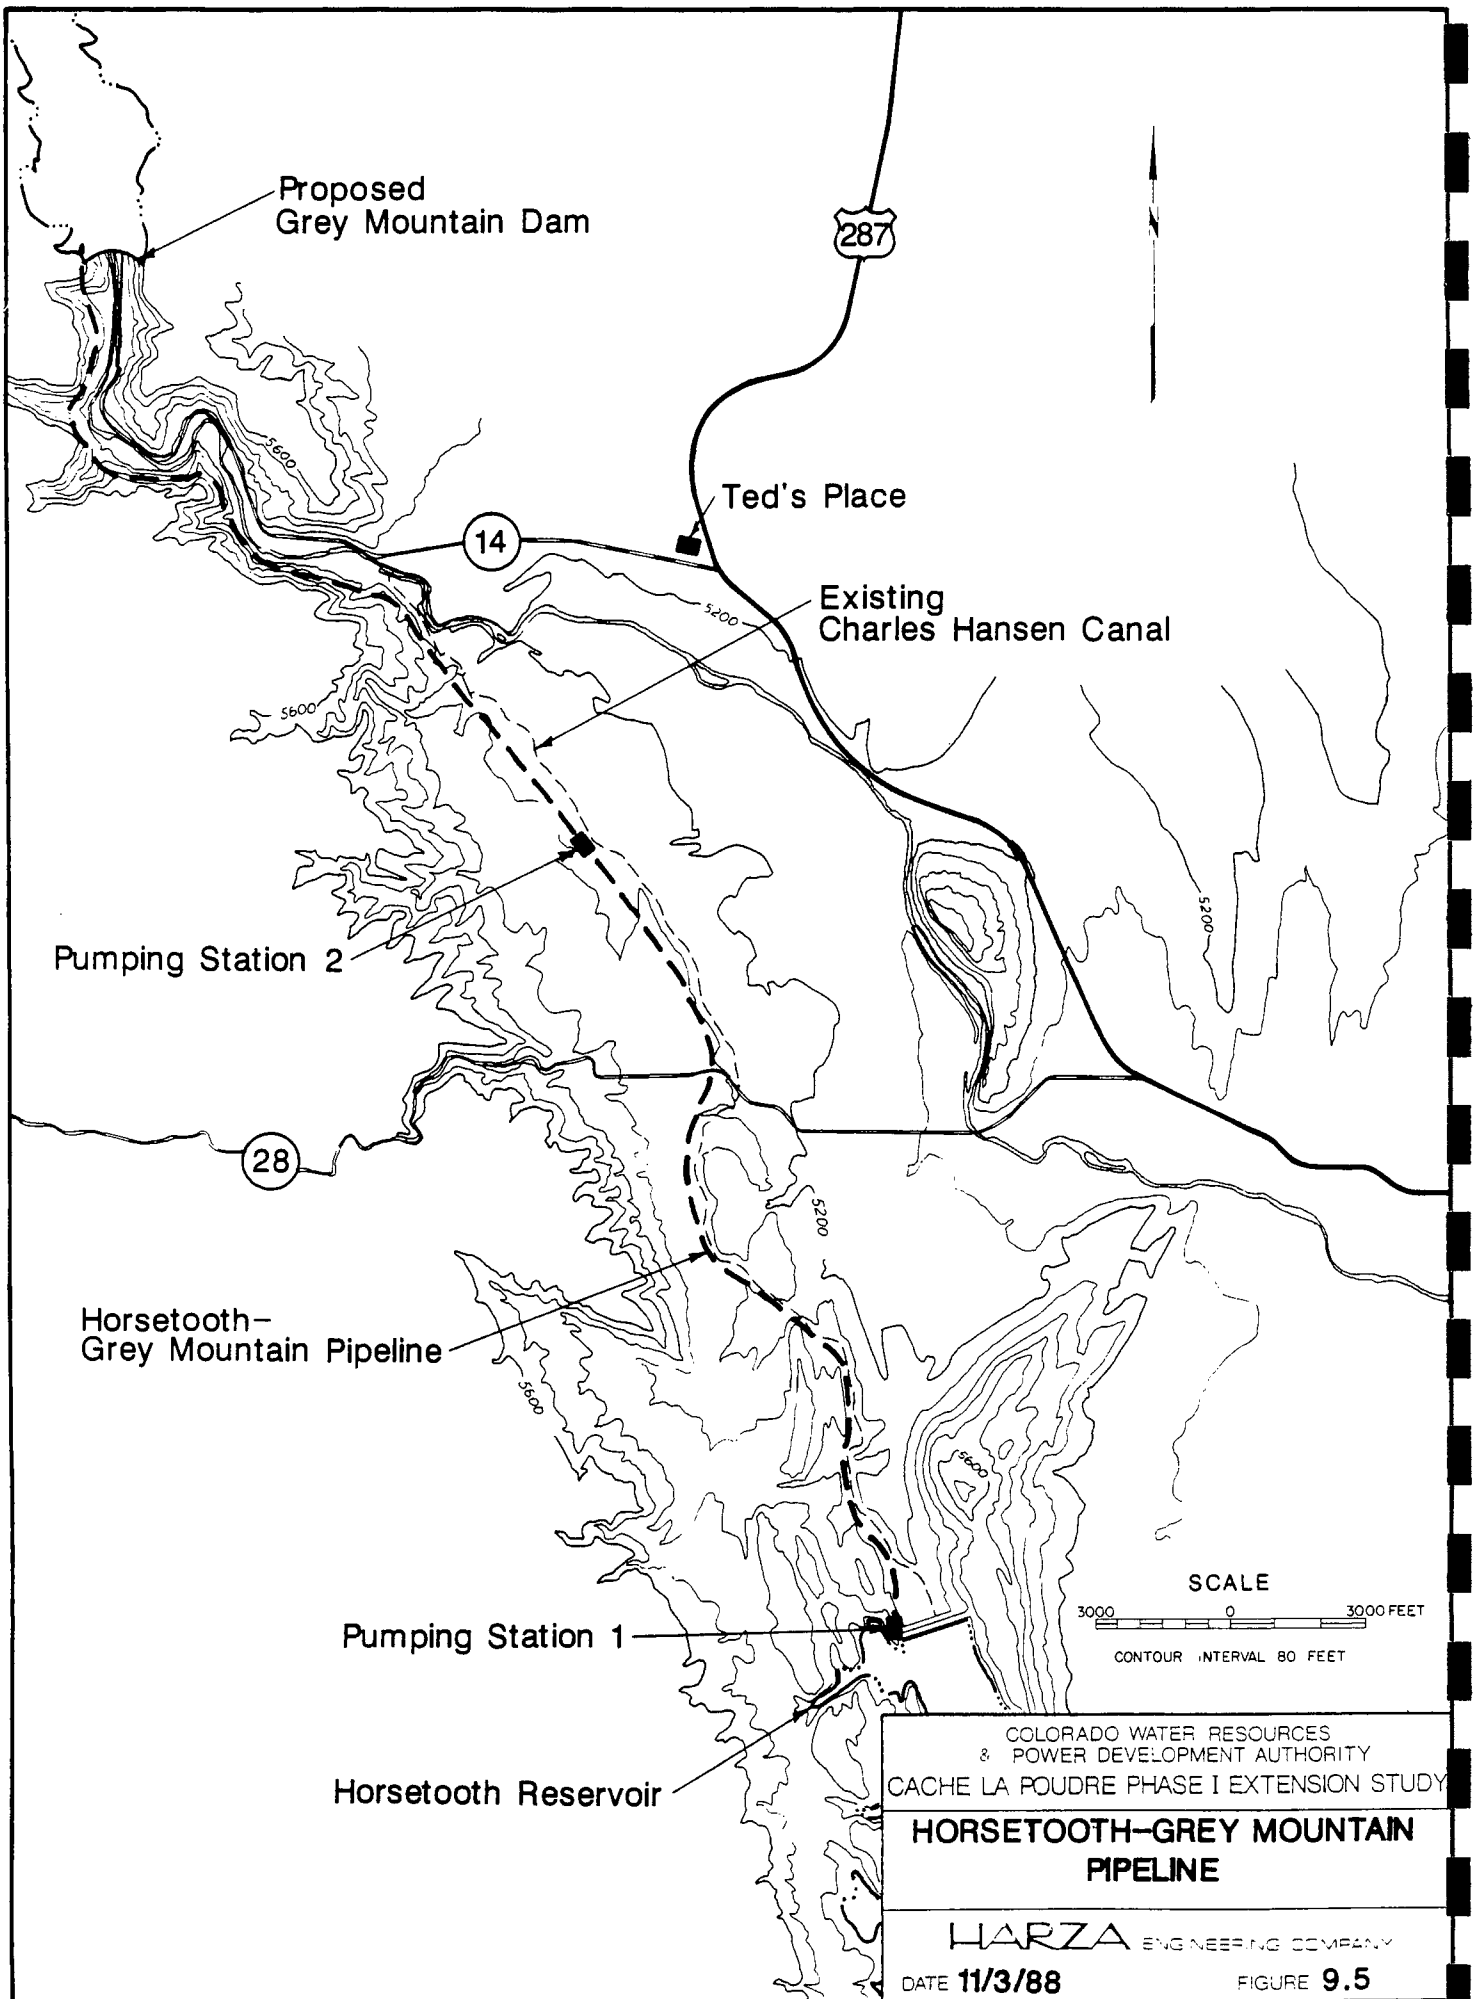 Proposed
Grey Mountain Dam
287
5600
Ted's Place
14
Existing
Charles Hansen Canal
5200
5600
Pumping Station 2
5200
28
5200
Horsetooth-
Grey Mountain Pipeline
5600
5600
Pumping Station 1
SCALE
3000 0 3000 FEET
CONTOUR INTERVAL 80 FEET
Horsetooth Reservoir
COLORADO WATER RESOURCES
& POWER DEVELOPMENT AUTHORITY
CACHE LA POUDRE PHASE I EXTENSION STUDY
HORSETOOTH-GREY MOUNTAIN
PIPELINE
HARZA ENGINEERING COMPANY
DATE 11/3/88 FIGURE 9.5